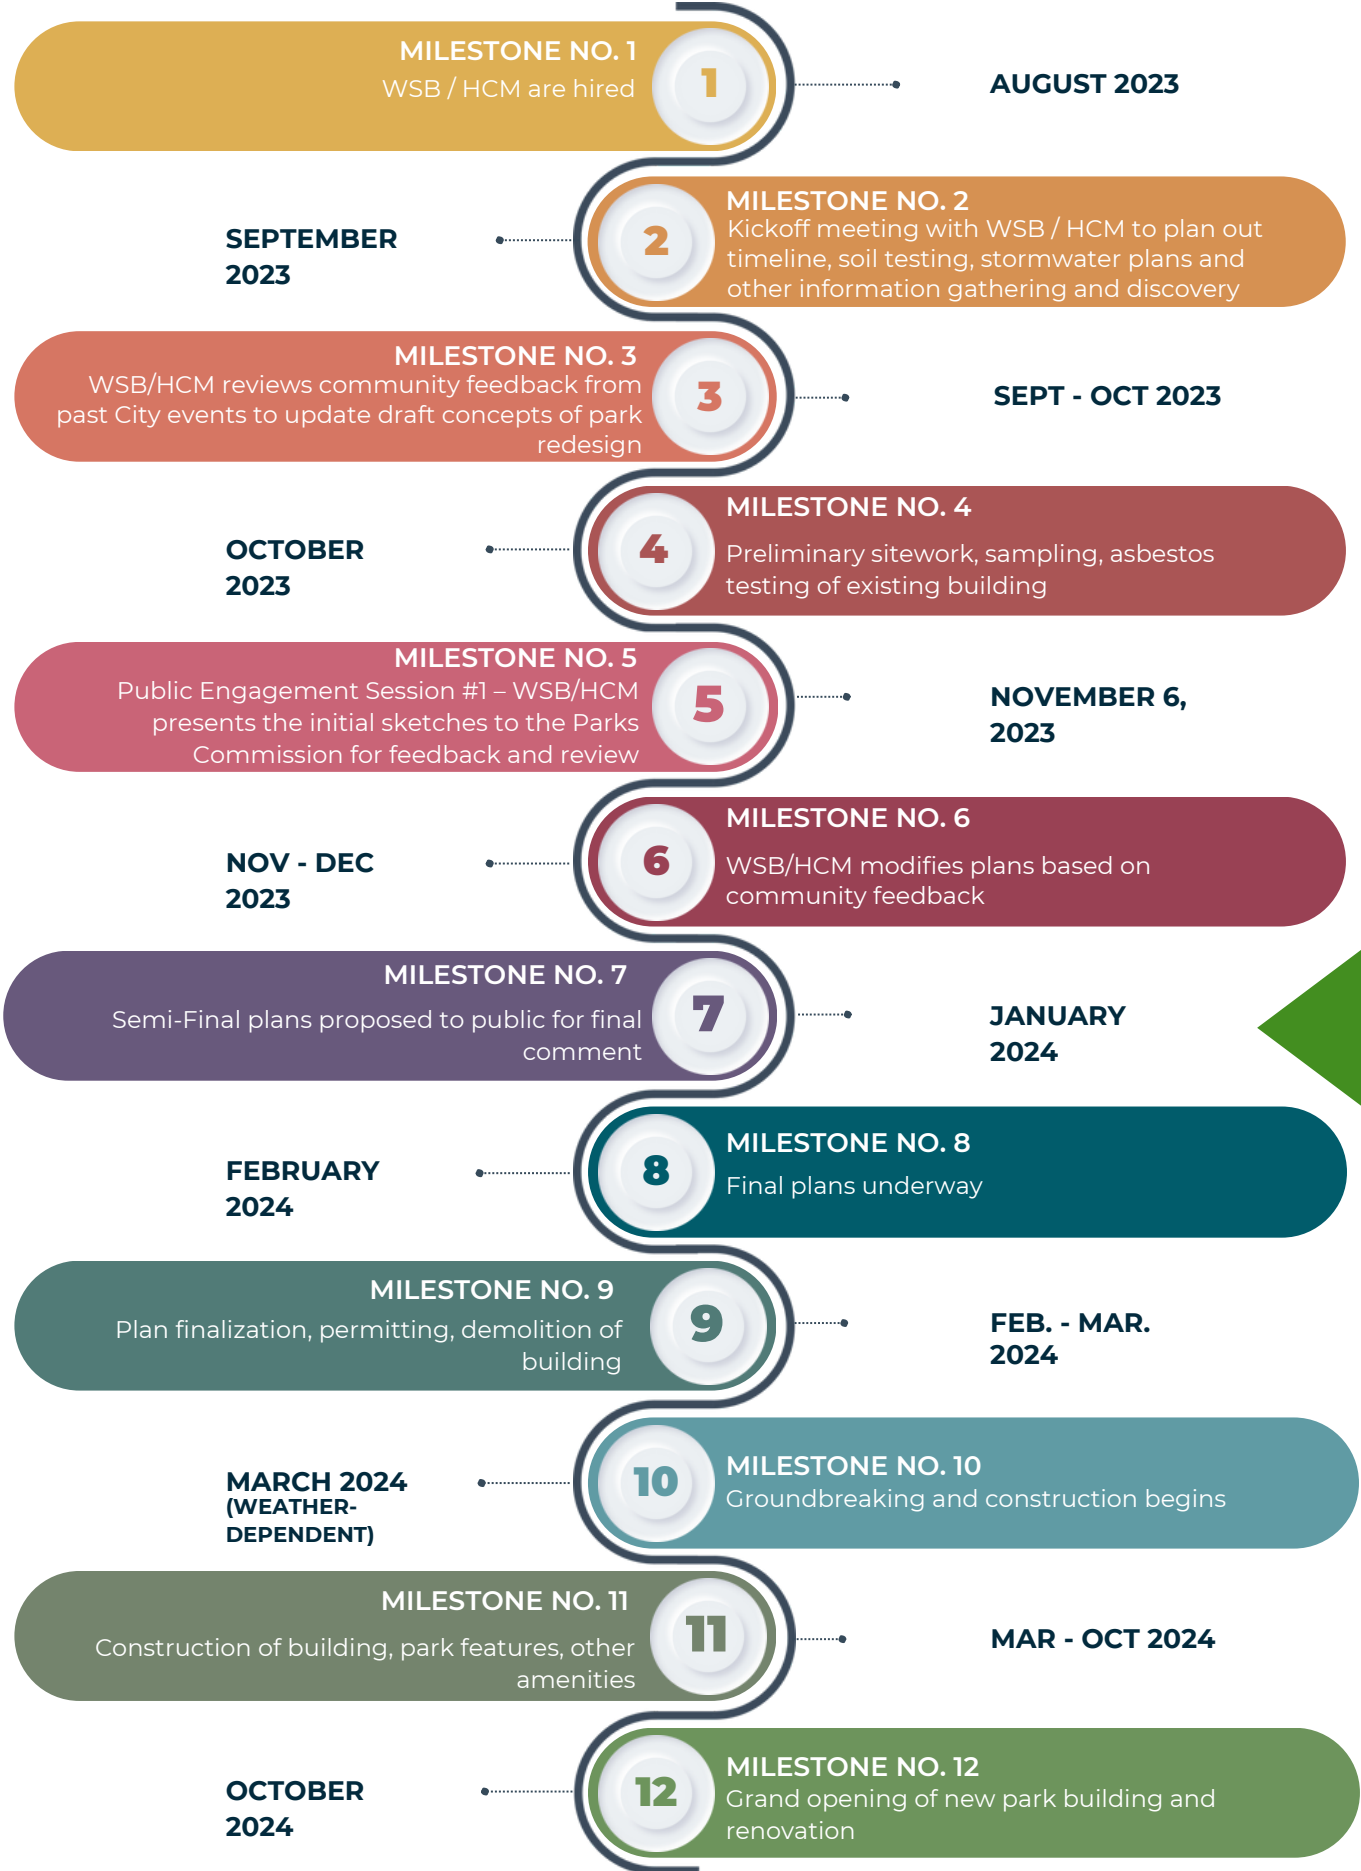 MILESTONE NO. 1
WSB / HCM are hired
1
AUGUST 2023
SEPTEMBER
2023
2
MILESTONE NO. 2
Kickoff meeting with WSB / HCM to plan out
timeline, soil testing, stormwater plans and
other information gathering and discovery
MILESTONE NO. 3
WSB/HCM reviews community feedback from
past City events to update draft concepts of park
redesign
3
SEPT - OCT 2023
OCTOBER
2023
4
MILESTONE NO. 4
Preliminary sitework, sampling, asbestos
testing of existing building
MILESTONE NO. 5
Public Engagement Session #1 – WSB/HCM
presents the initial sketches to the Parks
Commission for feedback and review
5
NOVEMBER 6,
2023
NOV - DEC
2023
6
MILESTONE NO. 6
WSB/HCM modifies plans based on
community feedback
MILESTONE NO. 7
Semi-Final plans proposed to public for final
comment
7
JANUARY
2024
FEBRUARY
2024
8
MILESTONE NO. 8
Final plans underway
MILESTONE NO. 9
Plan finalization, permitting, demolition of
building
9
FEB. - MAR.
2024
MARCH 2024
(WEATHER-
DEPENDENT)
10
MILESTONE NO. 10
Groundbreaking and construction begins
MILESTONE NO. 11
Construction of building, park features, other
amenities
11
MAR - OCT 2024
OCTOBER
2024
12
MILESTONE NO. 12
Grand opening of new park building and
renovation